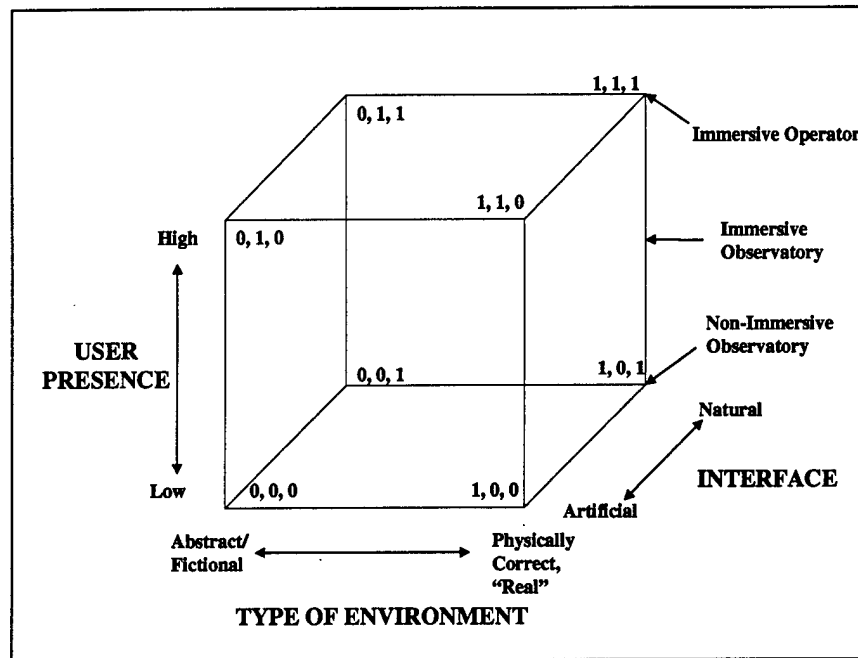 1, 1, 1
0, 1, 1
Immersive Operator
1, 1, 0
High
0, 1, 0
Immersive
Observatory
Non-Immersive
Observatory
USER
PRESENCE
0, 0, 1
1, 0, 1
Natural
Low
0, 0, 0
1, 0, 0
INTERFACE
Artificial
Abstract/
Fictional
Physically
Correct,
“Real”
TYPE OF ENVIRONMENT